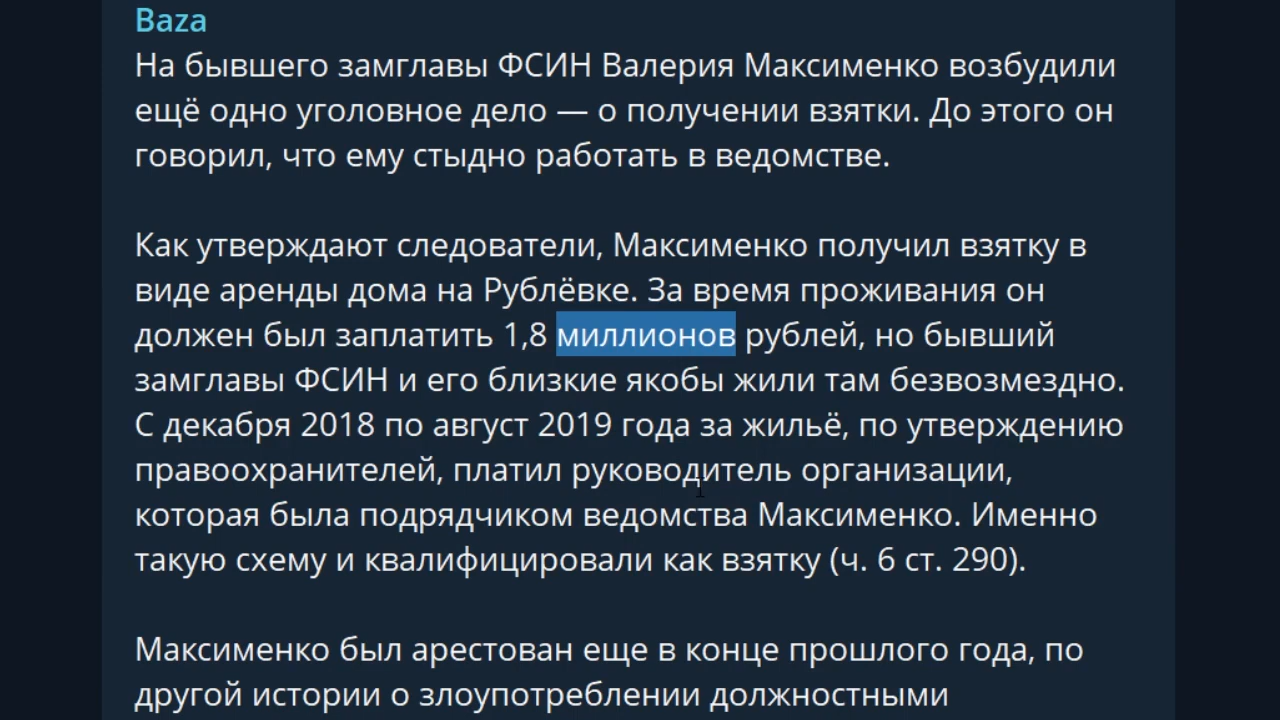 Baza
На бывшего замглавы ФСИН Валерия Максименко возбудили
ещё одно уголовное дело — о получении взятки. До этого он
говорил, что ему стыдно работать в ведомстве.
Как утверждают следователи, Максименко получил взятку в
виде аренды дома на Рублёвке. За время проживания он
должен был заплатить 1,8 миллионов рублей, но бывший
замглавы ФСИН и его близкие якобы жили там безвозмездно.
С декабря 2018 по август 2019 года за жильё, по утверждению
правоохранителей, платил руководитель организации,
которая была подрядчиком ведомства Максименко. Именно
такую схему и квалифицировали как взятку (ч. 6 ст. 290).
Максименко был арестован еще в конце прошлого года, по
другой истории о злоупотреблении должностными